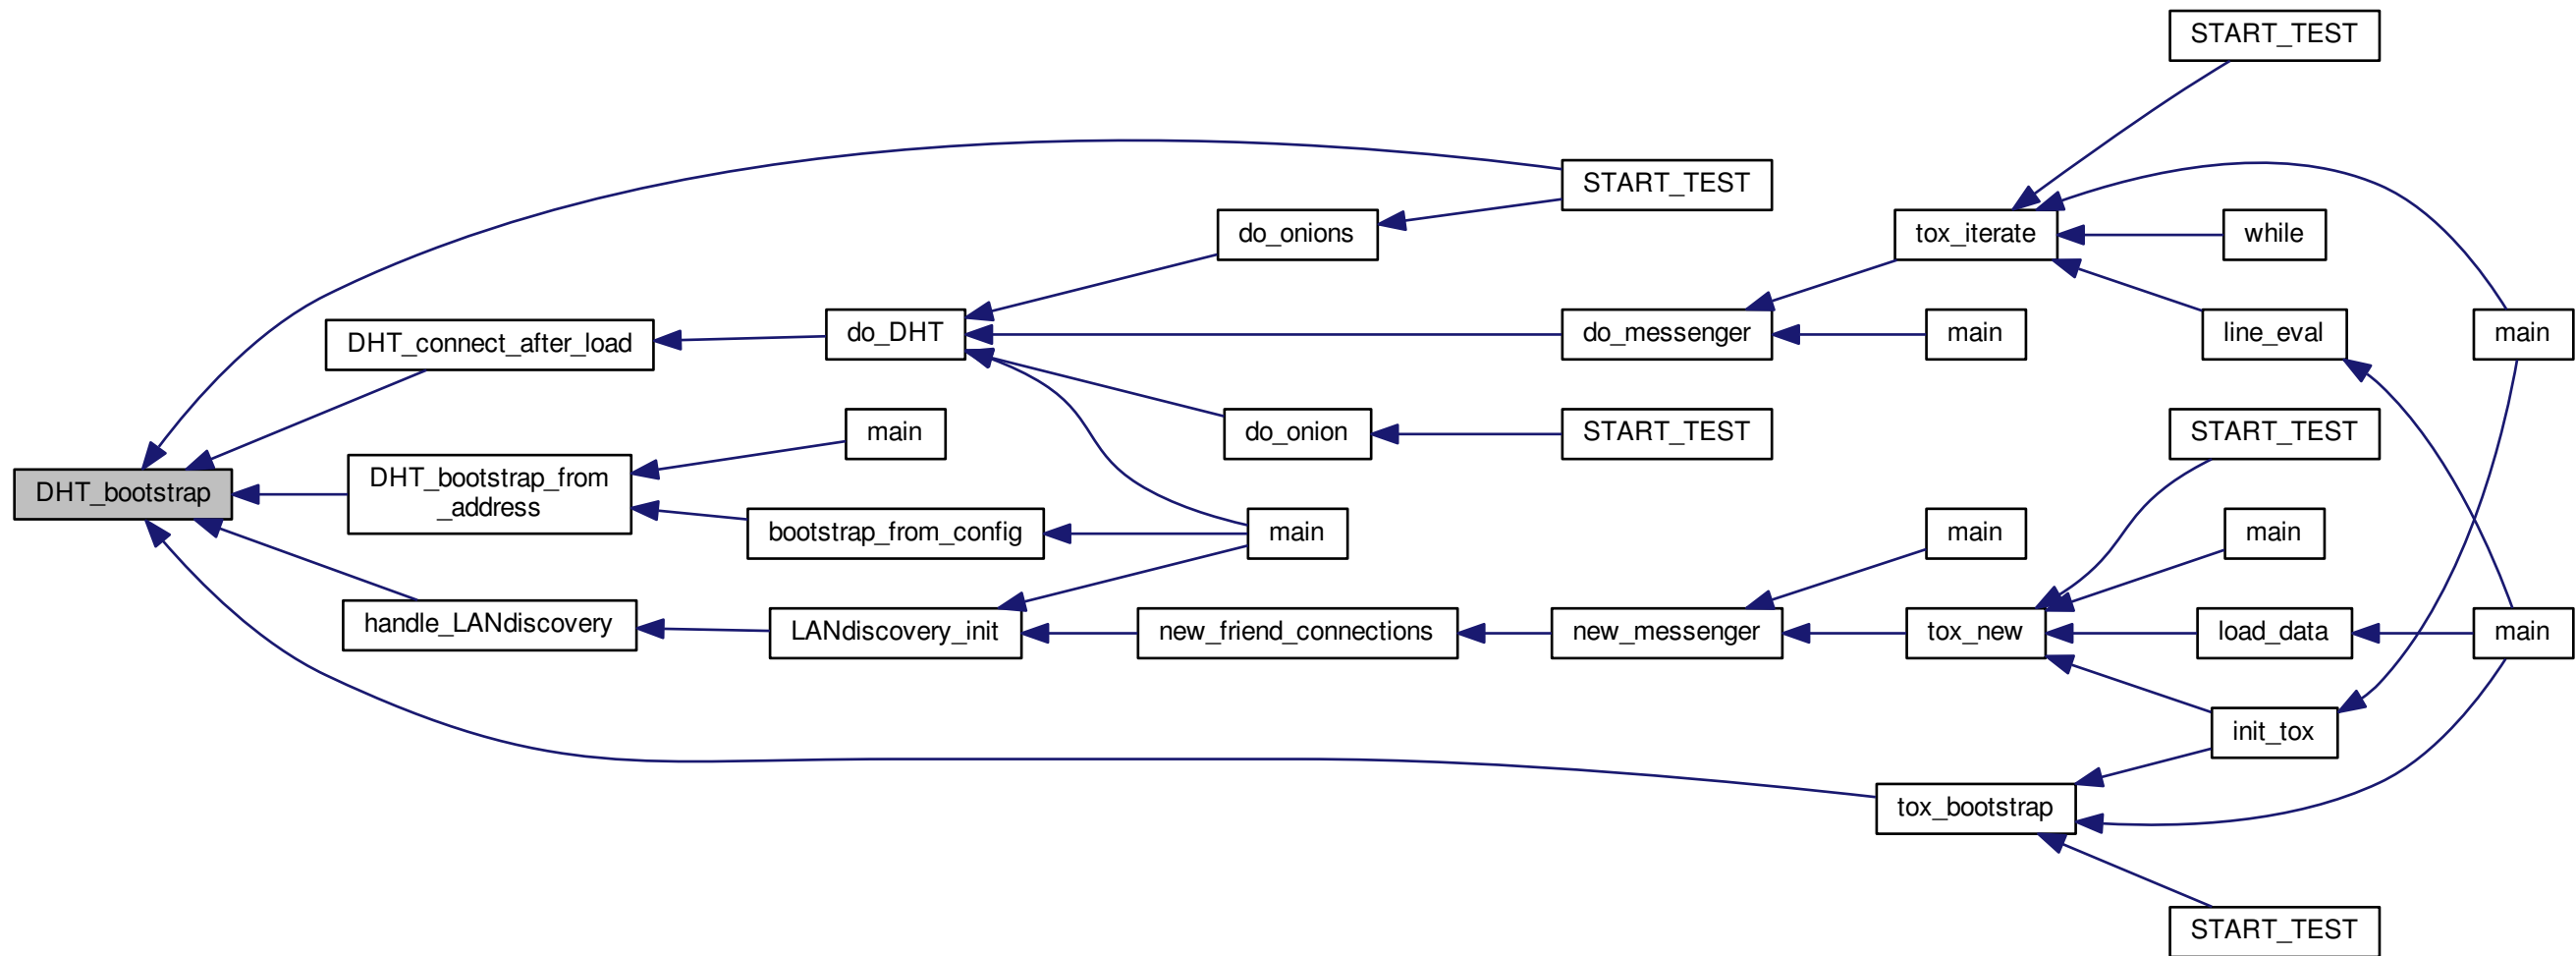 START_TEST
START_TEST
do_onions
tox_iterate
while
DHT_connect_after_load
do_DHT
do_messenger
main
line_eval
main
main
do_onion
START_TEST
START_TEST
DHT_bootstrap
DHT_bootstrap_from
_address
bootstrap_from_config
main
main
main
handle_LANdiscovery
LANdiscovery_init
new_friend_connections
new_messenger
tox_new
load_data
main
init_tox
tox_bootstrap
START_TEST